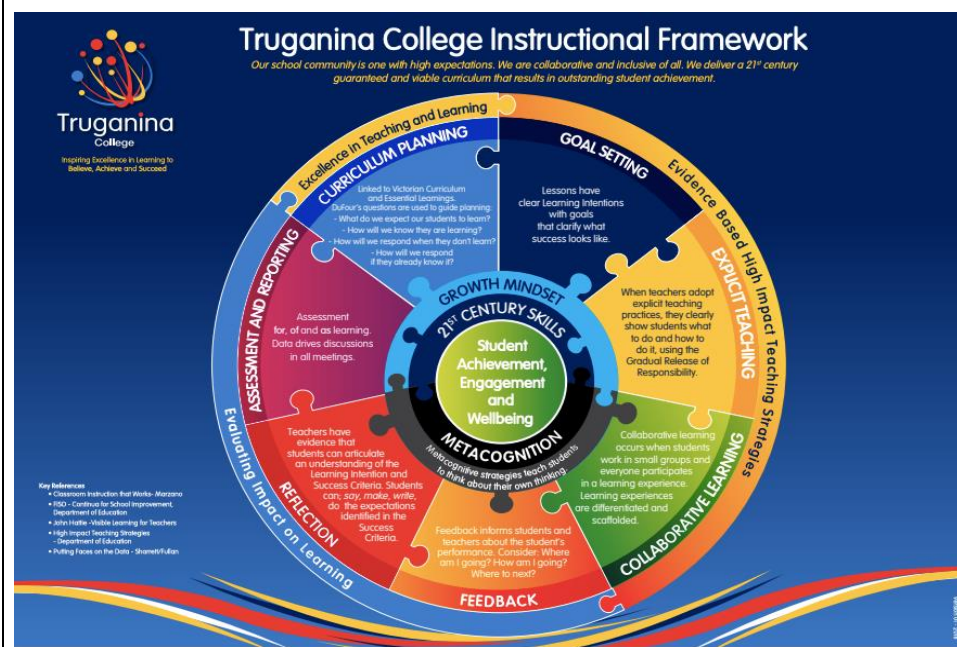 Truganina College Instructional Framework
Our school community is one with high expectations. We are collaborative and inclusive of all. We deliver a 21st century
guaranteed and viable curriculum that results in outstanding student achievement.
Truganina
College
Inspiring Excellence in Learning to
Believe, Achieve and Succeed
Excellence in Teaching and Learning
CURRICULUM PLANNING
Linked to Victorian Curriculum
and Essential Learnings.
DuFour's questions are used to guide planning:
- What do we expect our students to learn?
- How will we know they are learning?
- How will we respond when they don't learn?
- How will we respond
if they already know it?
GOAL SETTING
Lessons have
clear Learning Intentions
with goals
that clarify what
success looks like.
Evidence Based High Impact Teaching Strategies
EXPLICIT TEACHING
When teachers adopt
explicit teaching
practices, they clearly
show students what
to do and how to
do it, using the
Gradual Release of
Responsibility.
COLLABORATIVE LEARNING
Collaborative learning
occurs when students
work in small groups and
everyone participates
in a learning experience.
Learning experiences
are differentiated and
scaffolded.
FEEDBACK
Feedback informs students and
teachers about the student's
performance. Consider: Where
am I going? How am I going?
Where to next?
REFLECTION
Teachers have
evidence that
students can articulate
an understanding of the
Learning Intention and
Success Criteria. Students
can; say, make, write,
do the expectations
identified in the
Success
Criteria.
ASSESSMENT AND REPORTING
Assessment
for, of and as learning.
Data drives discussions
in all meetings.
Evaluating Impact on Learning
GROWTH MINDSET
21ST CENTURY SKILLS
Student
Achievement,
Engagement
and
Wellbeing
METACOGNITION
Metacognitive strategies teach students
to think about their own thinking.
Key References
• Classroom Instruction that Works- Marzano
• FISO - Continua for School Improvement,
Department of Education
• John Hattie -Visible Learning for Teachers
• High Impact Teaching Strategies
- Department of Education
• Putting Faces on the Data - Sharratt/Fullan